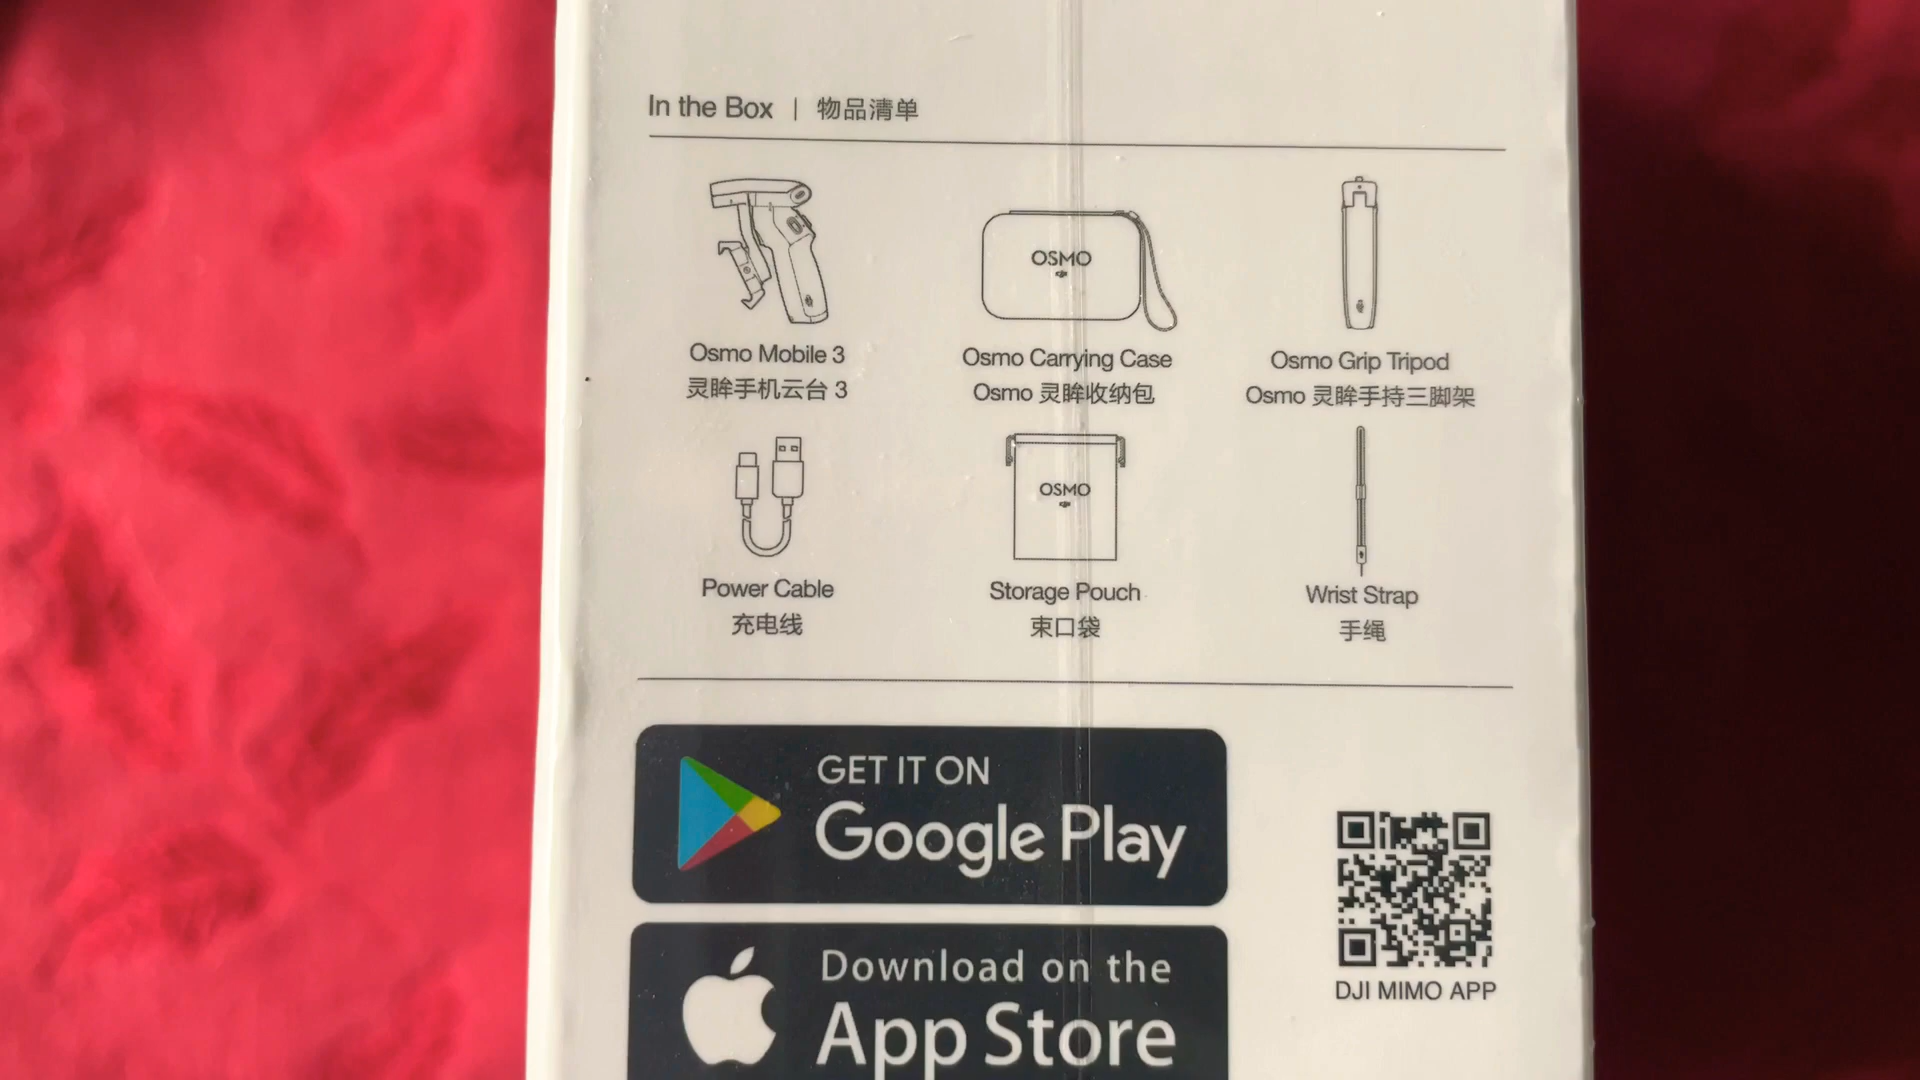 In the Box | 物品清单
OSMO
Osmo Mobile 3
灵眸手机云台 3
Osmo Carrying Case
Osmo 灵眸收纳包
Osmo Grip Tripod
Osmo 灵眸手持三脚架
OSMO
Power Cable
充电线
Storage Pouch
束口袋
Wrist Strap
手绳
GET IT ON
Google Play
Download on the
App Store
DJI MIMO APP